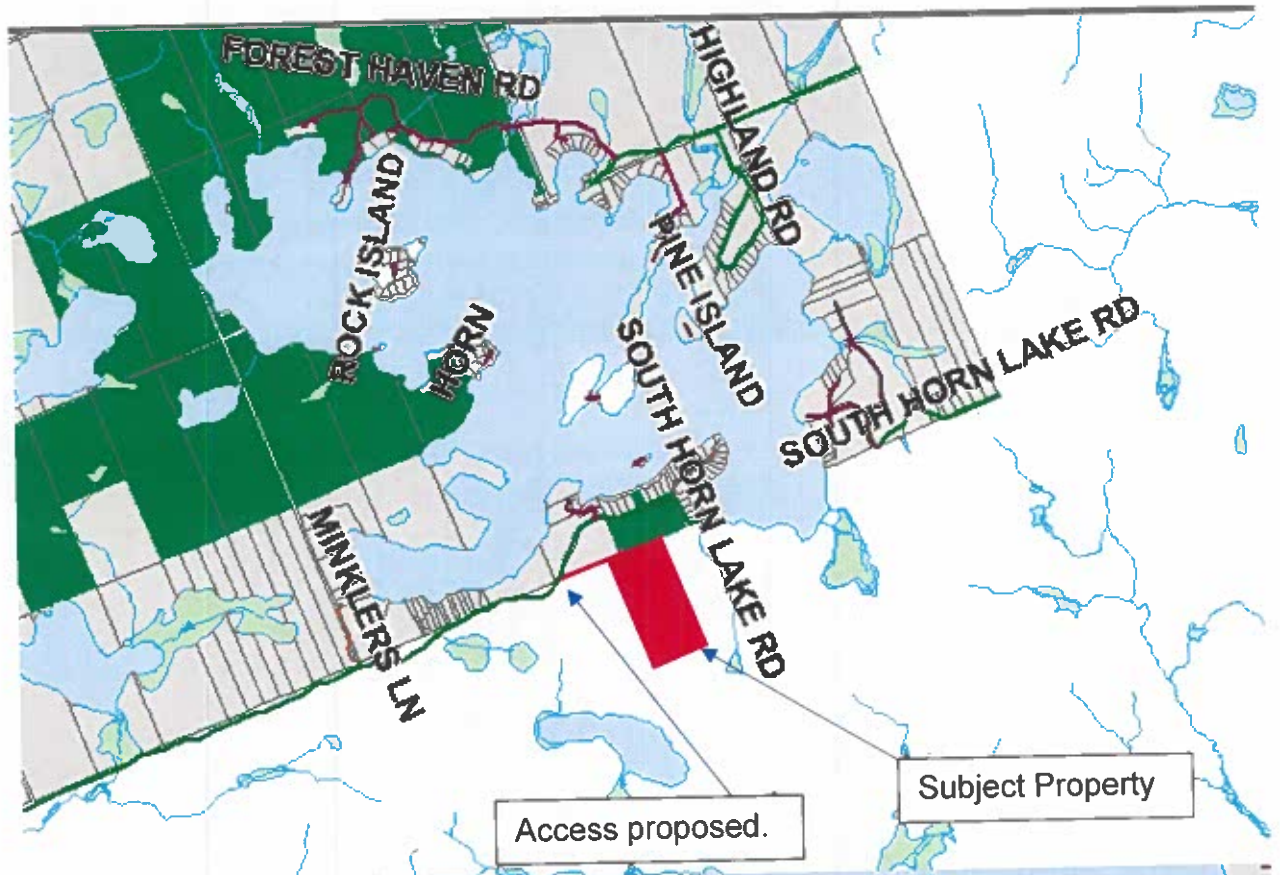 FOREST HAVEN RD
HIGHLAND RD
ROCK ISLAND
HORN
PINE ISLAND
SOUTH HORN LAKE RD
SOUTH HORN LAKE RD
MINKLERS LN
Subject Property
Access proposed.